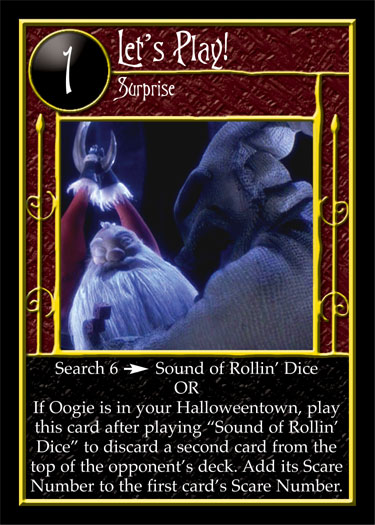 1
Let's Play!
Surprise
Search 6 → Sound of Rollin' Dice
OR
If Oogie is in your Halloweentown, play
this card after playing “Sound of Rollin'
Dice” to discard a second card from the
top of the opponent's deck. Add its Scare
Number to the first card's Scare Number.